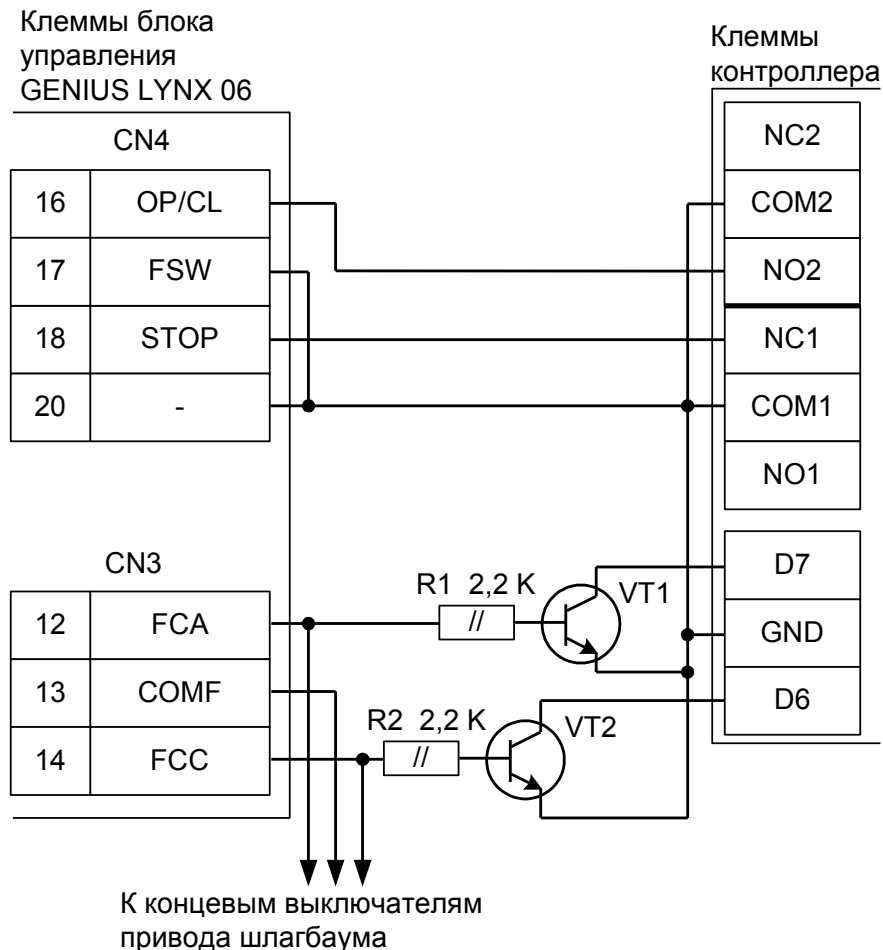 Клеммы блока
управления
GENIUS LYNX 06
Клеммы
контроллера
CN4
16 OP/CL
17 FSW
18 STOP
20 -
NC2
COM2
NO2
NC1
COM1
NO1
CN3
12 FCA
13 COMF
14 FCC
R1 2,2 K
//
VT1
R2 2,2 K
//
VT2
D7
GND
D6
К концевым выключателям
привода шлагбаума